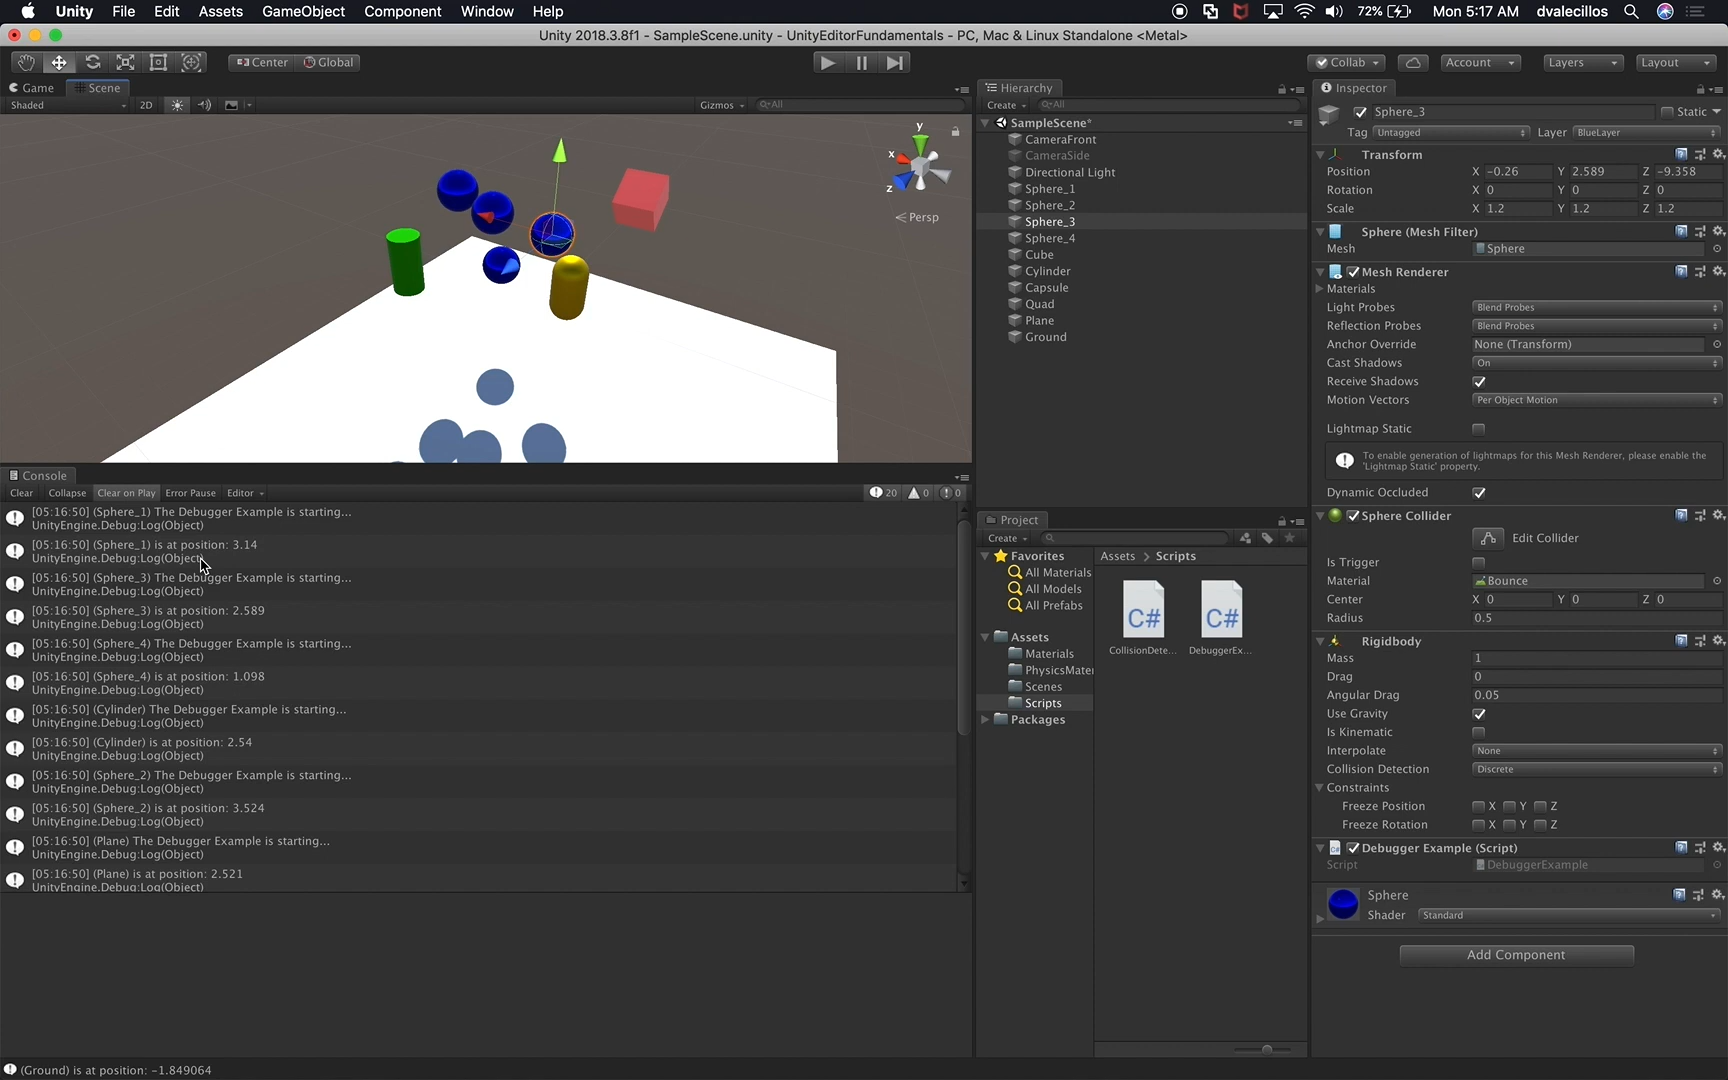 Unity File Edit Assets GameObject Component Window Help 72% Mon 5:17 AM dvalecillos
Unity 2018.3.8f1 - SampleScene.unity - UnityEditorFundamentals - PC, Mac & Linux Standalone <Metal>
Center Global Collab Account Layers Layout
Game Scene
Shaded 2D Gizmos All
y
x
z
Persp
Hierarchy
Create All
SampleScene*
CameraFront
CameraSide
Directional Light
Sphere_1
Sphere_2
Sphere_3
Sphere_4
Cube
Cylinder
Capsule
Quad
Plane
Ground
Console
Clear Collapse Clear on Play Error Pause Editor 20 0 0
[05:16:50] (Sphere_1) The Debugger Example is starting...
UnityEngine.Debug:Log(Object)
[05:16:50] (Sphere_1) is at position: 3.14
UnityEngine.Debug:Log(Object)
[05:16:50] (Sphere_3) The Debugger Example is starting...
UnityEngine.Debug:Log(Object)
[05:16:50] (Sphere_3) is at position: 2.589
UnityEngine.Debug:Log(Object)
[05:16:50] (Sphere_4) The Debugger Example is starting...
UnityEngine.Debug:Log(Object)
[05:16:50] (Sphere_4) is at position: 1.098
UnityEngine.Debug:Log(Object)
[05:16:50] (Cylinder) The Debugger Example is starting...
UnityEngine.Debug:Log(Object)
[05:16:50] (Cylinder) is at position: 2.54
UnityEngine.Debug:Log(Object)
[05:16:50] (Sphere_2) The Debugger Example is starting...
UnityEngine.Debug:Log(Object)
[05:16:50] (Sphere_2) is at position: 3.524
UnityEngine.Debug:Log(Object)
[05:16:50] (Plane) The Debugger Example is starting...
UnityEngine.Debug:Log(Object)
[05:16:50] (Plane) is at position: 2.521
UnityEngine.Debug:Log(Object)
(Ground) is at position: -1.849064
Project
Create
Favorites
All Materials
All Models
All Prefabs
Assets
Materials
PhysicsMater
Scenes
Scripts
Packages
Assets > Scripts
C# C#
CollisionDete... DebuggerEx...
Inspector
Sphere_3 Static
Tag Untagged Layer BlueLayer
Transform
Position X -0.26 Y 2.589 Z -9.358
Rotation X 0 Y 0 Z 0
Scale X 1.2 Y 1.2 Z 1.2
Sphere (Mesh Filter)
Mesh Sphere
Mesh Renderer
Materials
Light Probes Blend Probes
Reflection Probes Blend Probes
Anchor Override None (Transform)
Cast Shadows On
Receive Shadows
Motion Vectors Per Object Motion
Lightmap Static
To enable generation of lightmaps for this Mesh Renderer, please enable the
'Lightmap Static' property.
Dynamic Occluded
Sphere Collider
Edit Collider
Is Trigger
Material Bounce
Center X 0 Y 0 Z 0
Radius 0.5
Rigidbody
Mass 1
Drag 0
Angular Drag 0.05
Use Gravity
Is Kinematic
Interpolate None
Collision Detection Discrete
Constraints
Freeze Position X Y Z
Freeze Rotation X Y Z
Debugger Example (Script)
Script DebuggerExample
Sphere
Shader Standard
Add Component